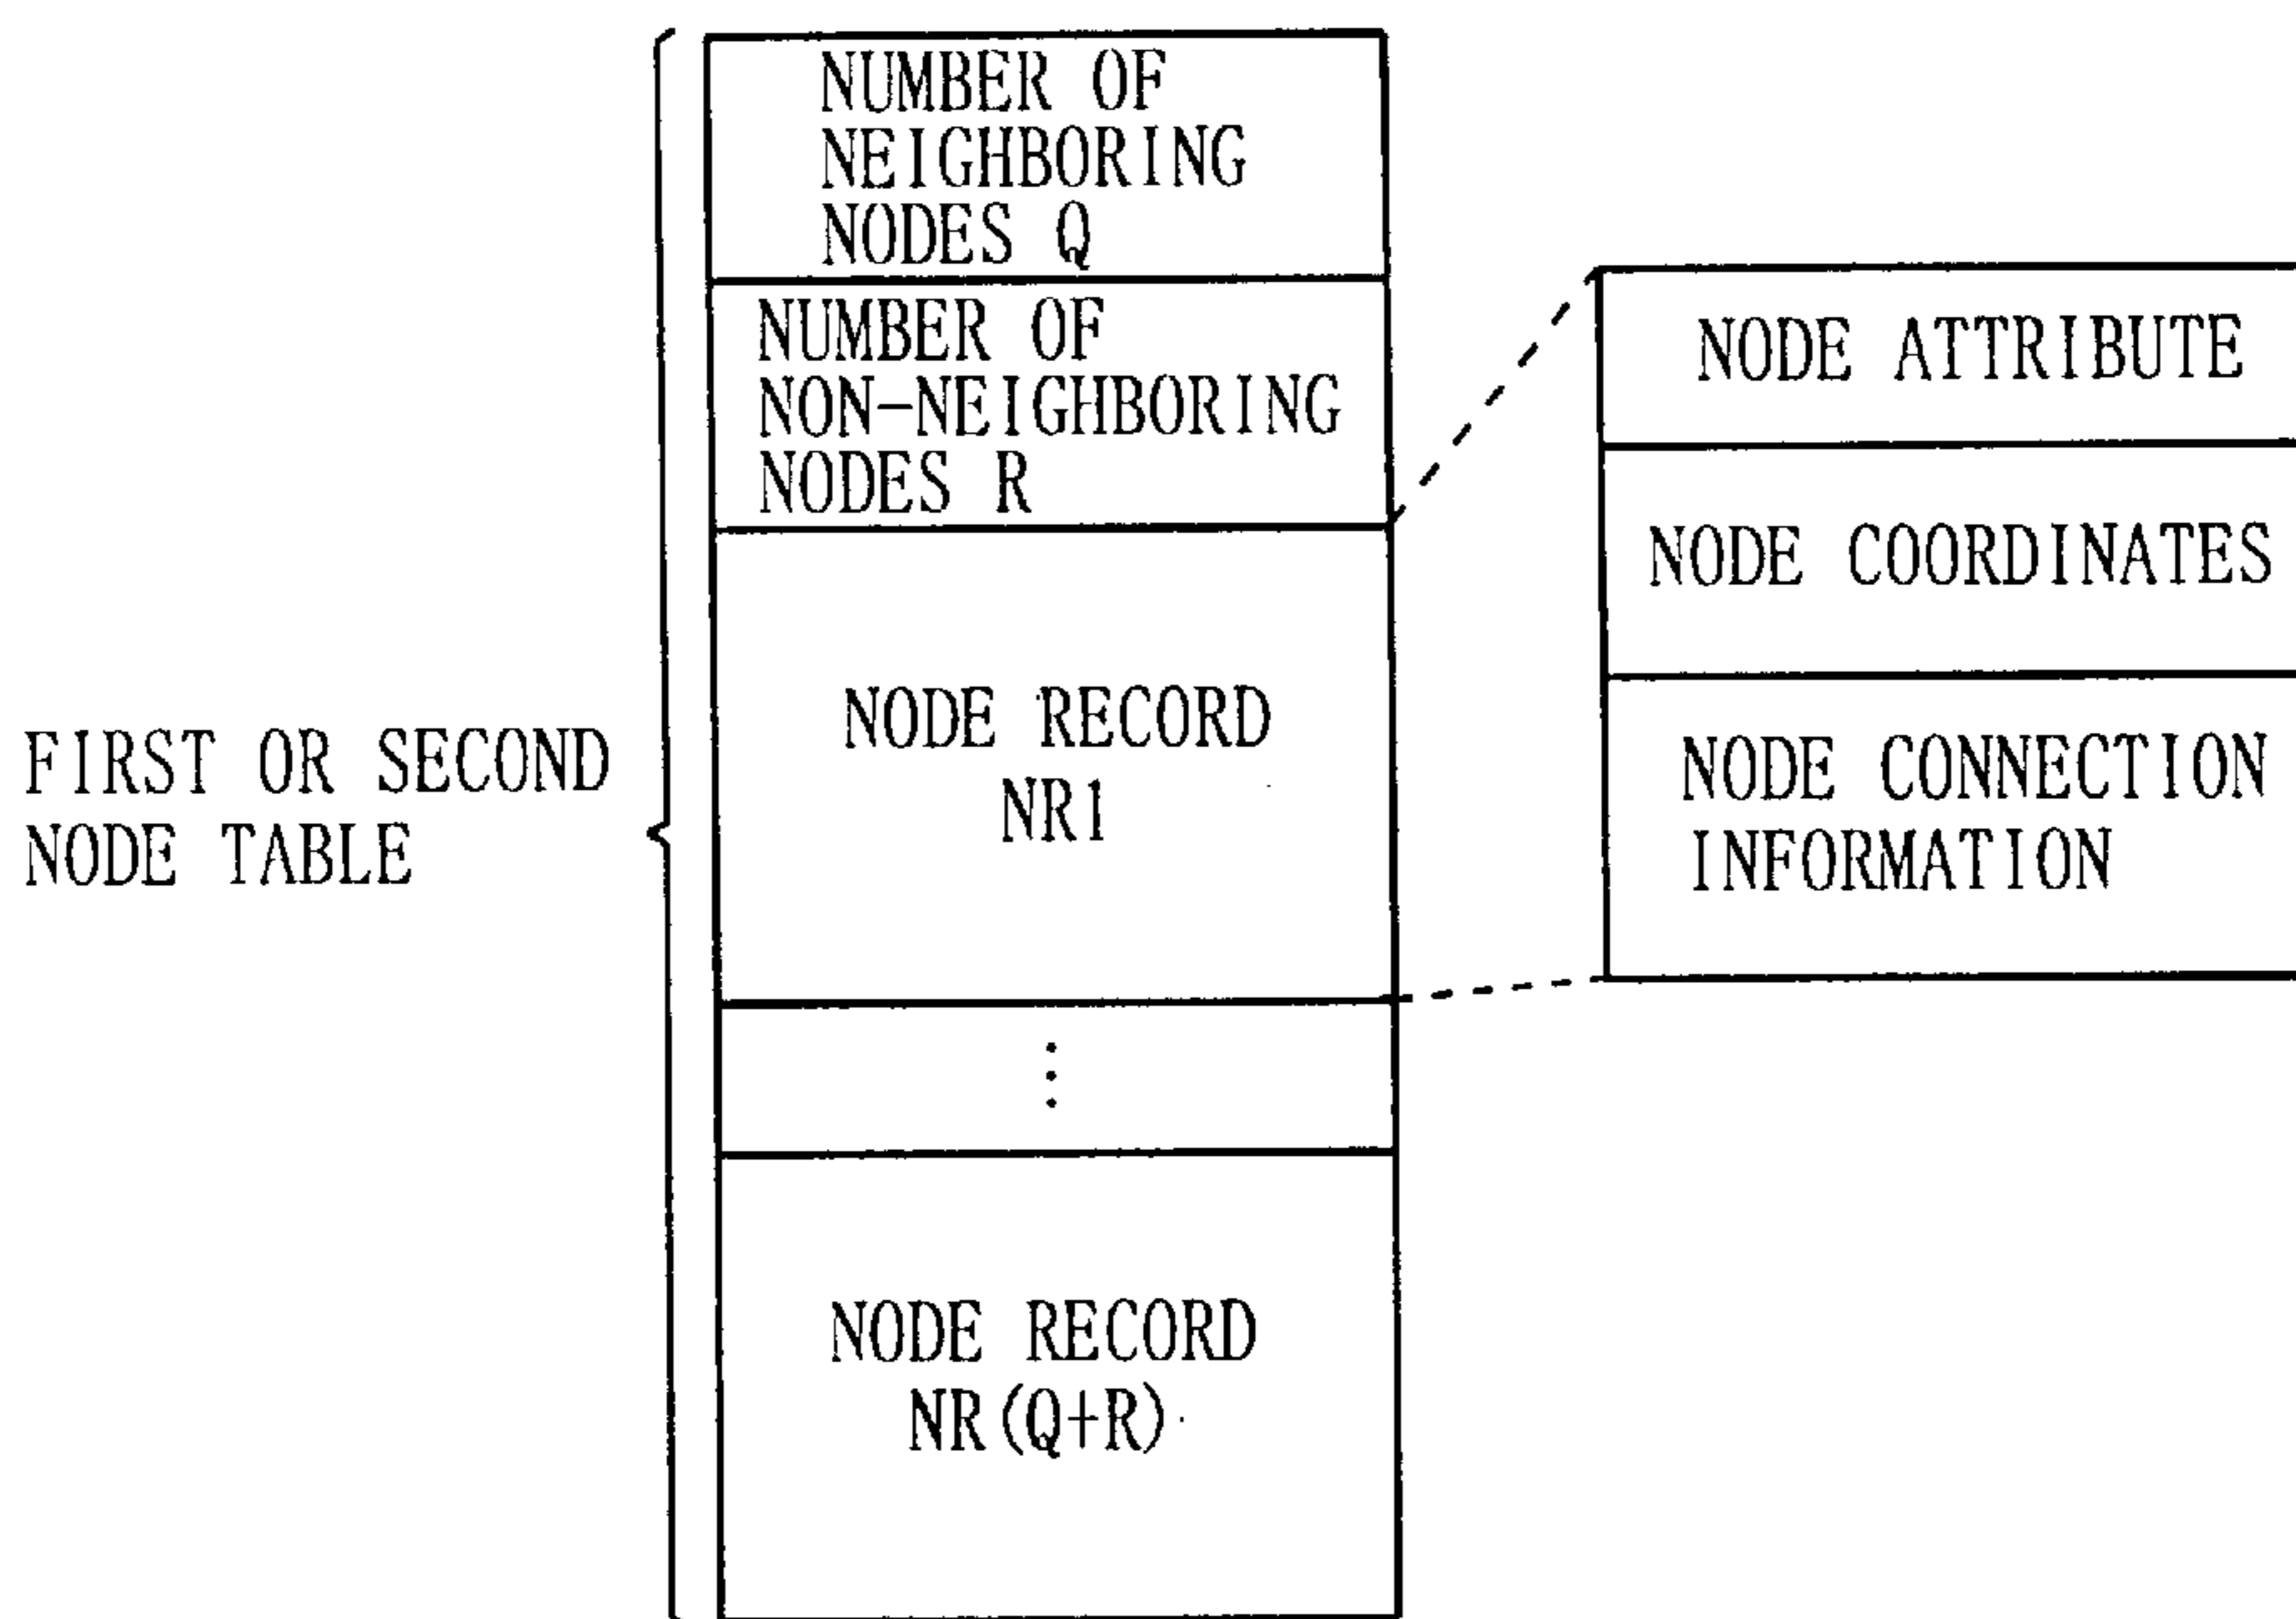 FIRST OR SECOND
NODE TABLE
NUMBER OF
NEIGHBORING
NODES Q
NUMBER OF
NON-NEIGHBORING
NODES R
NODE RECORD
NR1
⋮
NODE RECORD
NR(Q+R)
NODE ATTRIBUTE
NODE COORDINATES
NODE CONNECTION
INFORMATION